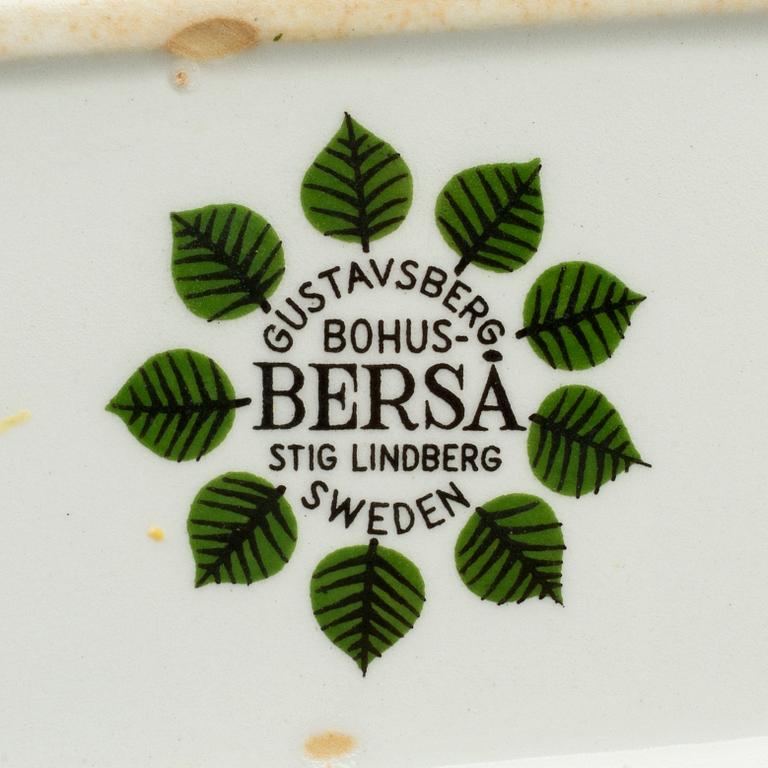 GUSTAVSBERG
BOHUS-
BERSÅ
STIG LINDBERG
SWEDEN